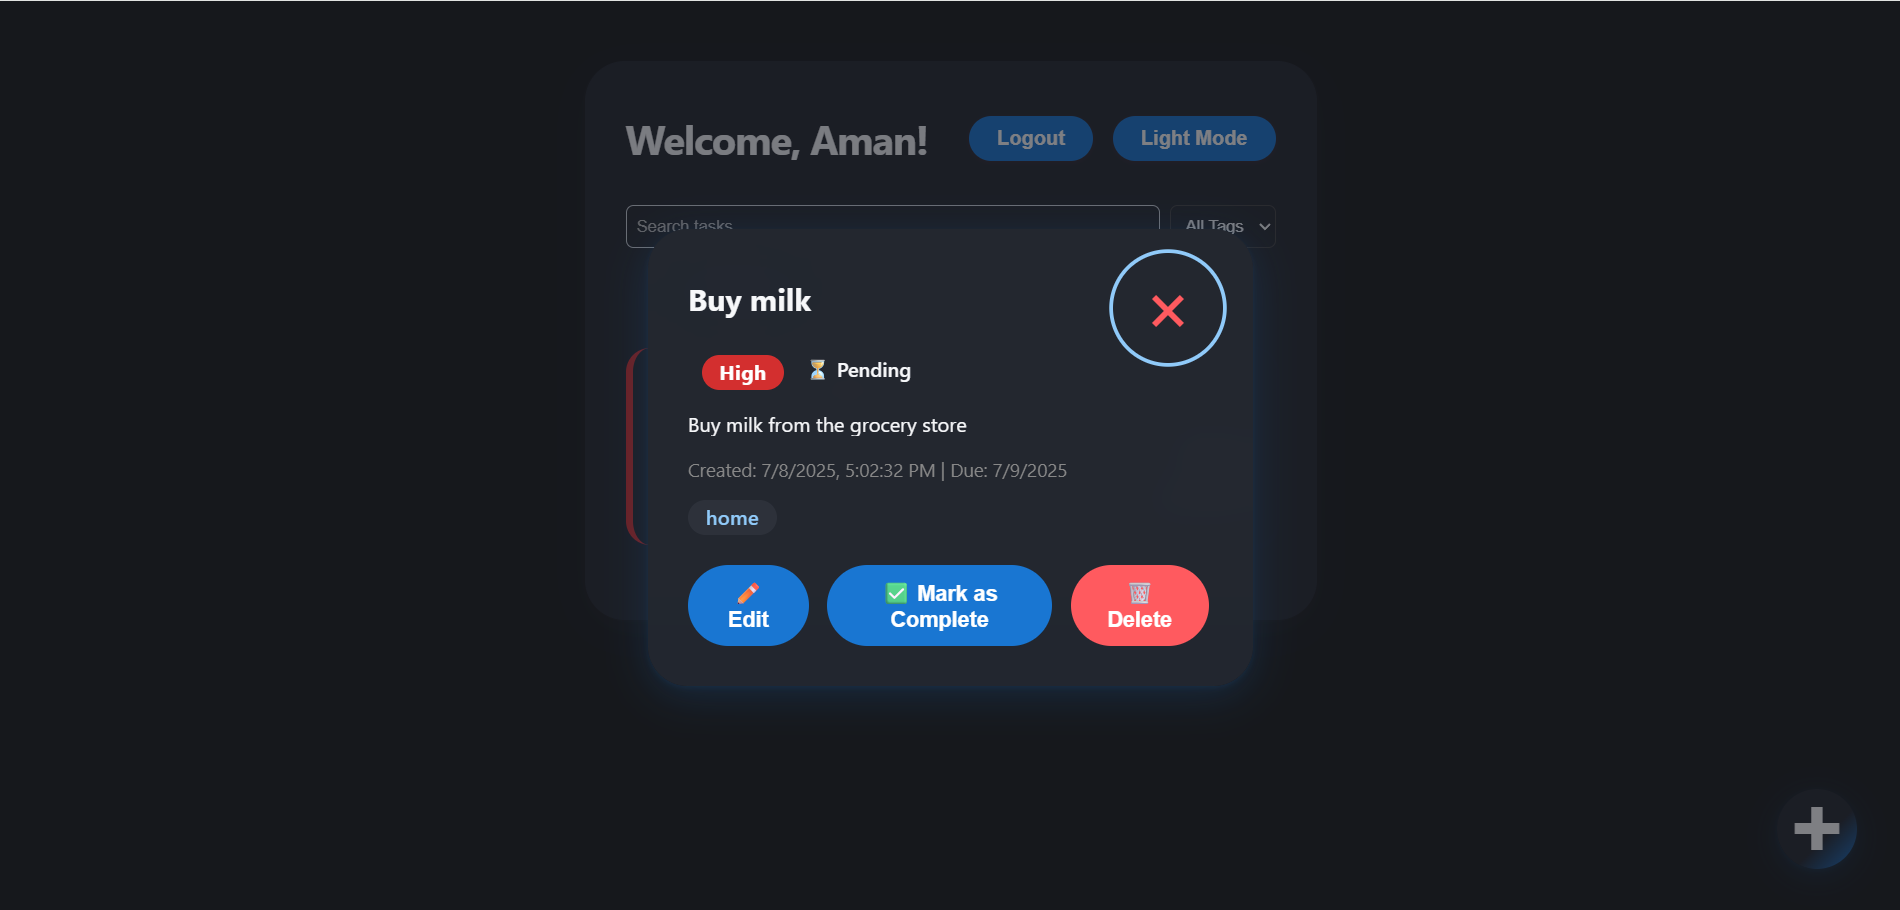 Welcome, Aman!
Logout
Light Mode
Search tasks
All Tags
Buy milk
High
⏳ Pending
Buy milk from the grocery store
Created: 7/8/2025, 5:02:32 PM | Due: 7/9/2025
home
Edit
✅ Mark as
Complete
Delete